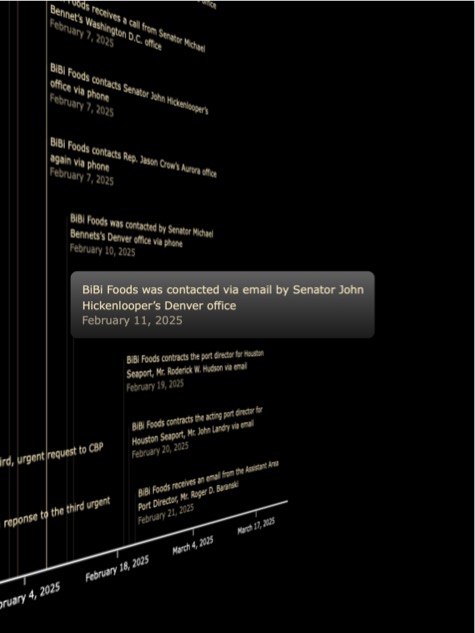 Foods receives a call from Senator Michael
Bennet's Washington D.C. office
February 7, 2025
BiBi Foods contacts Senator John Hickenlooper's
office via phone
February 7, 2025
BiBi Foods contacts Rep. Jason Crow's Aurora office
again via phone
February 7, 2025
BiBi Foods was contacted by Senator Michael
Bennets's Denver office via phone
February 10, 2025
BiBi Foods was contacted via email by Senator John
Hickenlooper's Denver office
February 11, 2025
BiBi Foods contracts the port director for Houston
Seaport, Mr. Roderick W. Hudson via email
February 19, 2025
BiBi Foods contracts the acting port director for
Houston Seaport, Mr. John Landry via email
February 20, 2025
ird, urgent request to CBP
BiBi Foods receives an email from the Assistant Area
Port Director, Mr. Roger D. Baranski
February 21, 2025
reponse to the third urgent
ruary 4, 2025
February 18, 2025
March 4, 2025
March 17, 2025